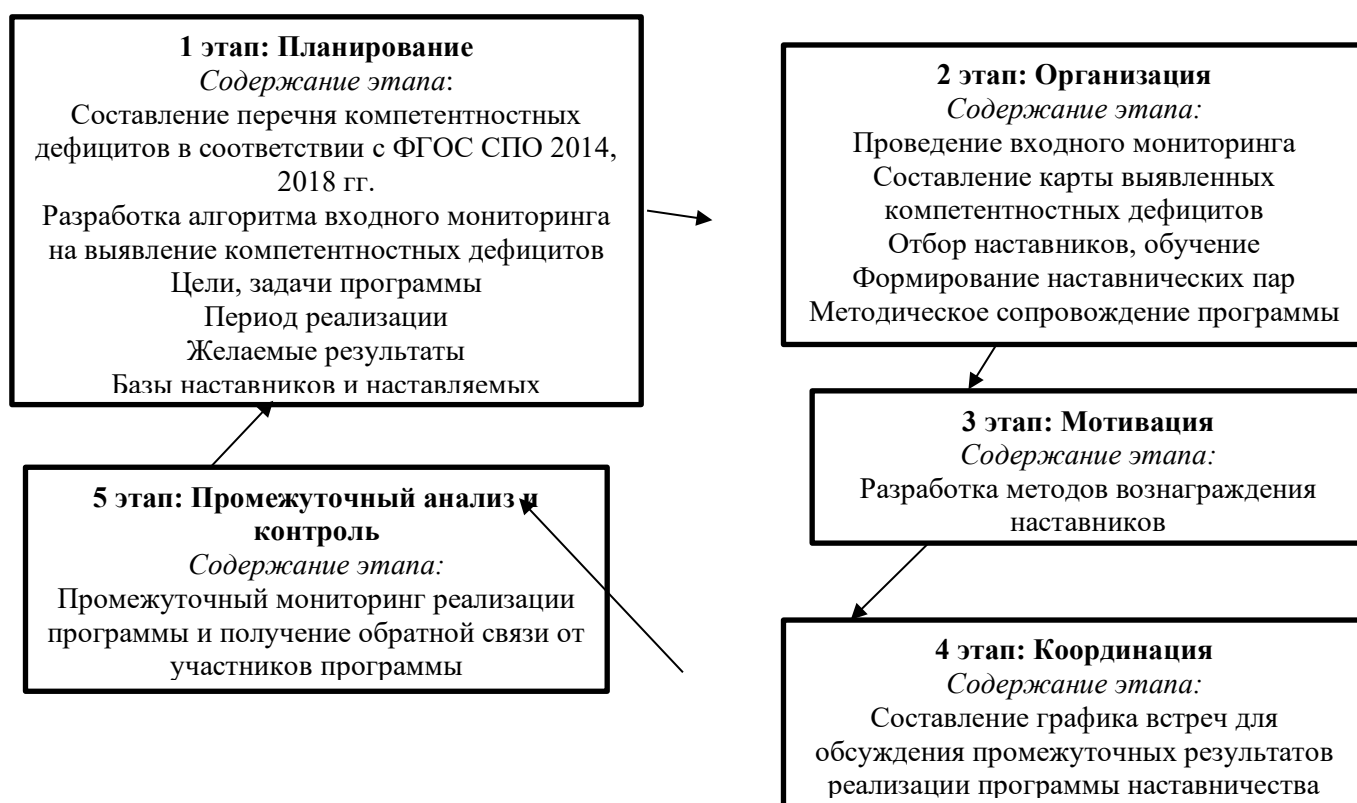 1 этап: Планирование
Содержание этапа:
Составление перечня компетентностных
дефицитов в соответствии с ФГОС СПО 2014,
2018 гг.
Разработка алгоритма входного мониторинга
на выявление компетентностных дефицитов
Цели, задачи программы
Период реализации
Желаемые результаты
Базы наставников и наставляемых
2 этап: Организация
Содержание этапа:
Проведение входного мониторинга
Составление карты выявленных
компетентностных дефицитов
Отбор наставников, обучение
Формирование наставнических пар
Методическое сопровождение программы
3 этап: Мотивация
Содержание этапа:
Разработка методов вознаграждения
наставников
4 этап: Координация
Содержание этапа:
Составление графика встреч для
обсуждения промежуточных результатов
реализации программы наставничества
5 этап: Промежуточный анализ и
контроль
Содержание этапа:
Промежуточный мониторинг реализации
программы и получение обратной связи от
участников программы